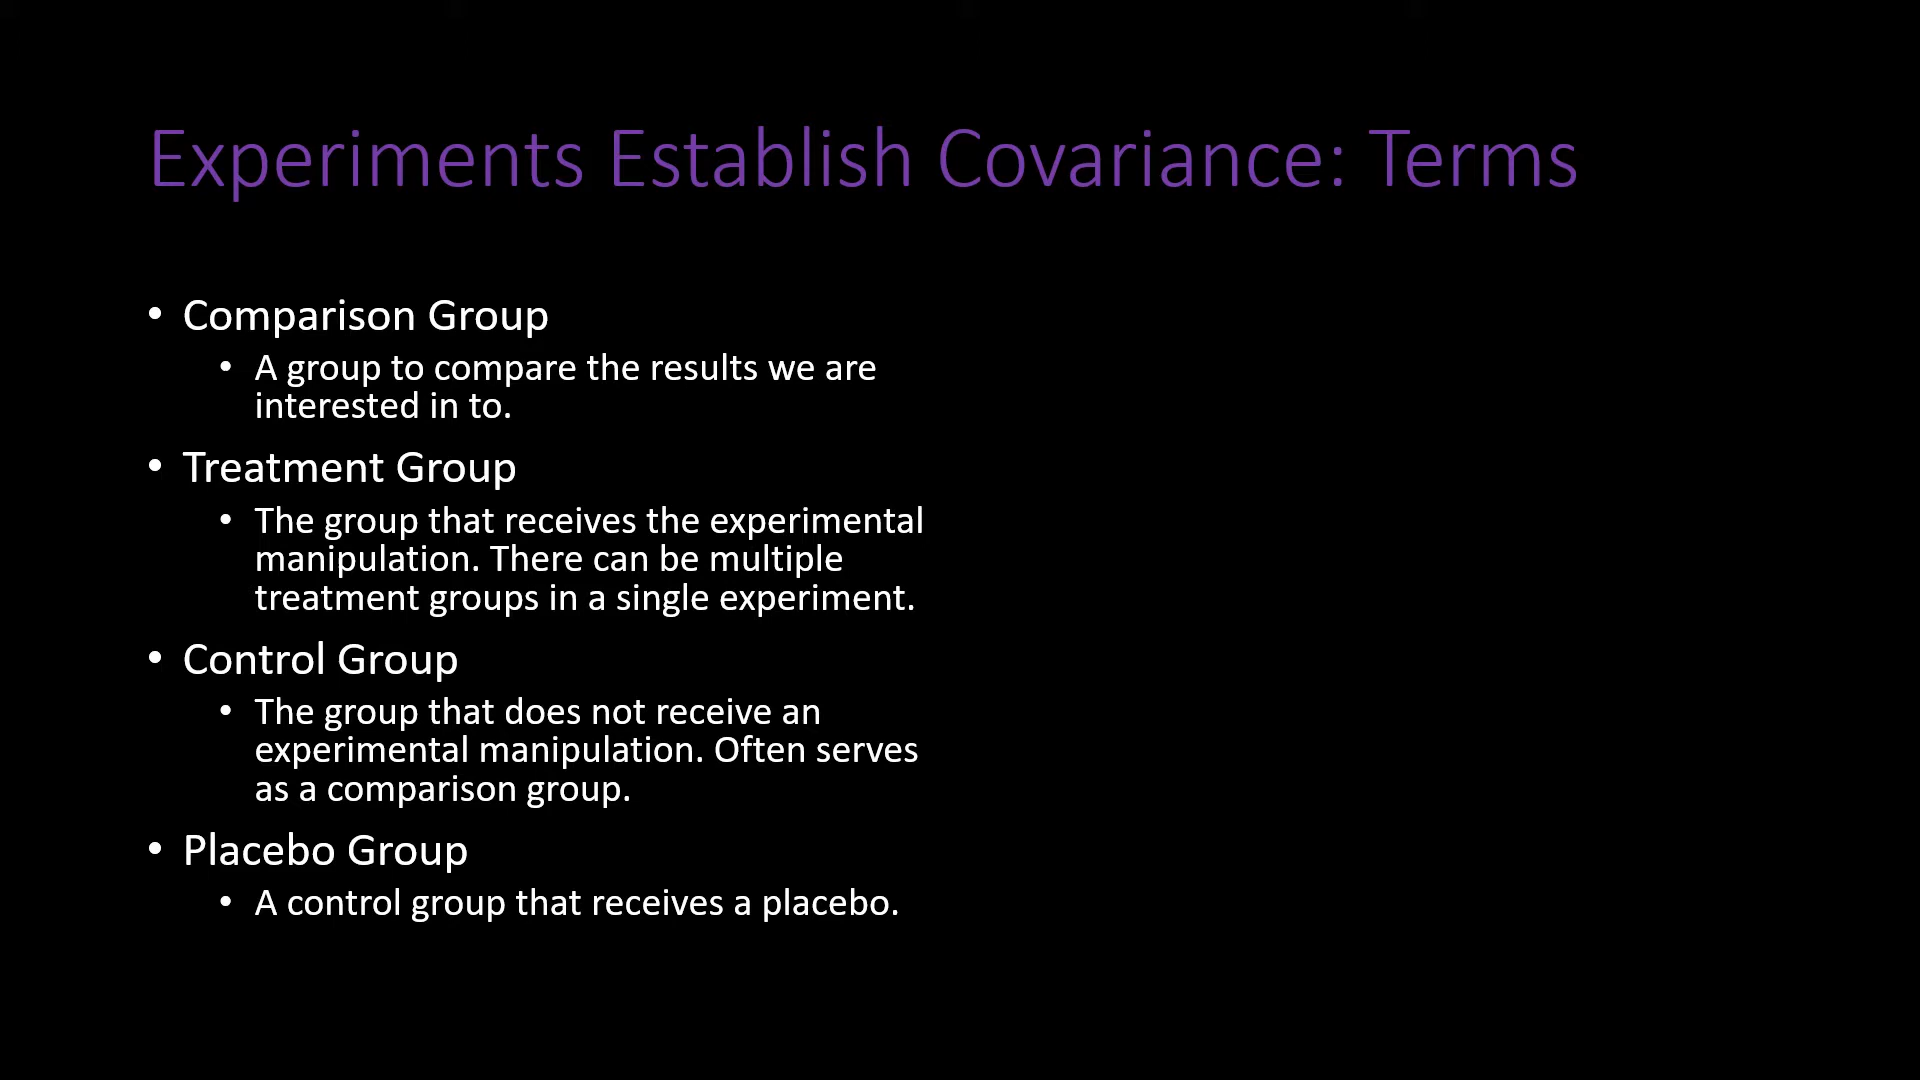 Experiments Establish Covariance: Terms
• Comparison Group
• A group to compare the results we are
interested in to.
• Treatment Group
• The group that receives the experimental
manipulation. There can be multiple
treatment groups in a single experiment.
• Control Group
• The group that does not receive an
experimental manipulation. Often serves
as a comparison group.
• Placebo Group
• A control group that receives a placebo.